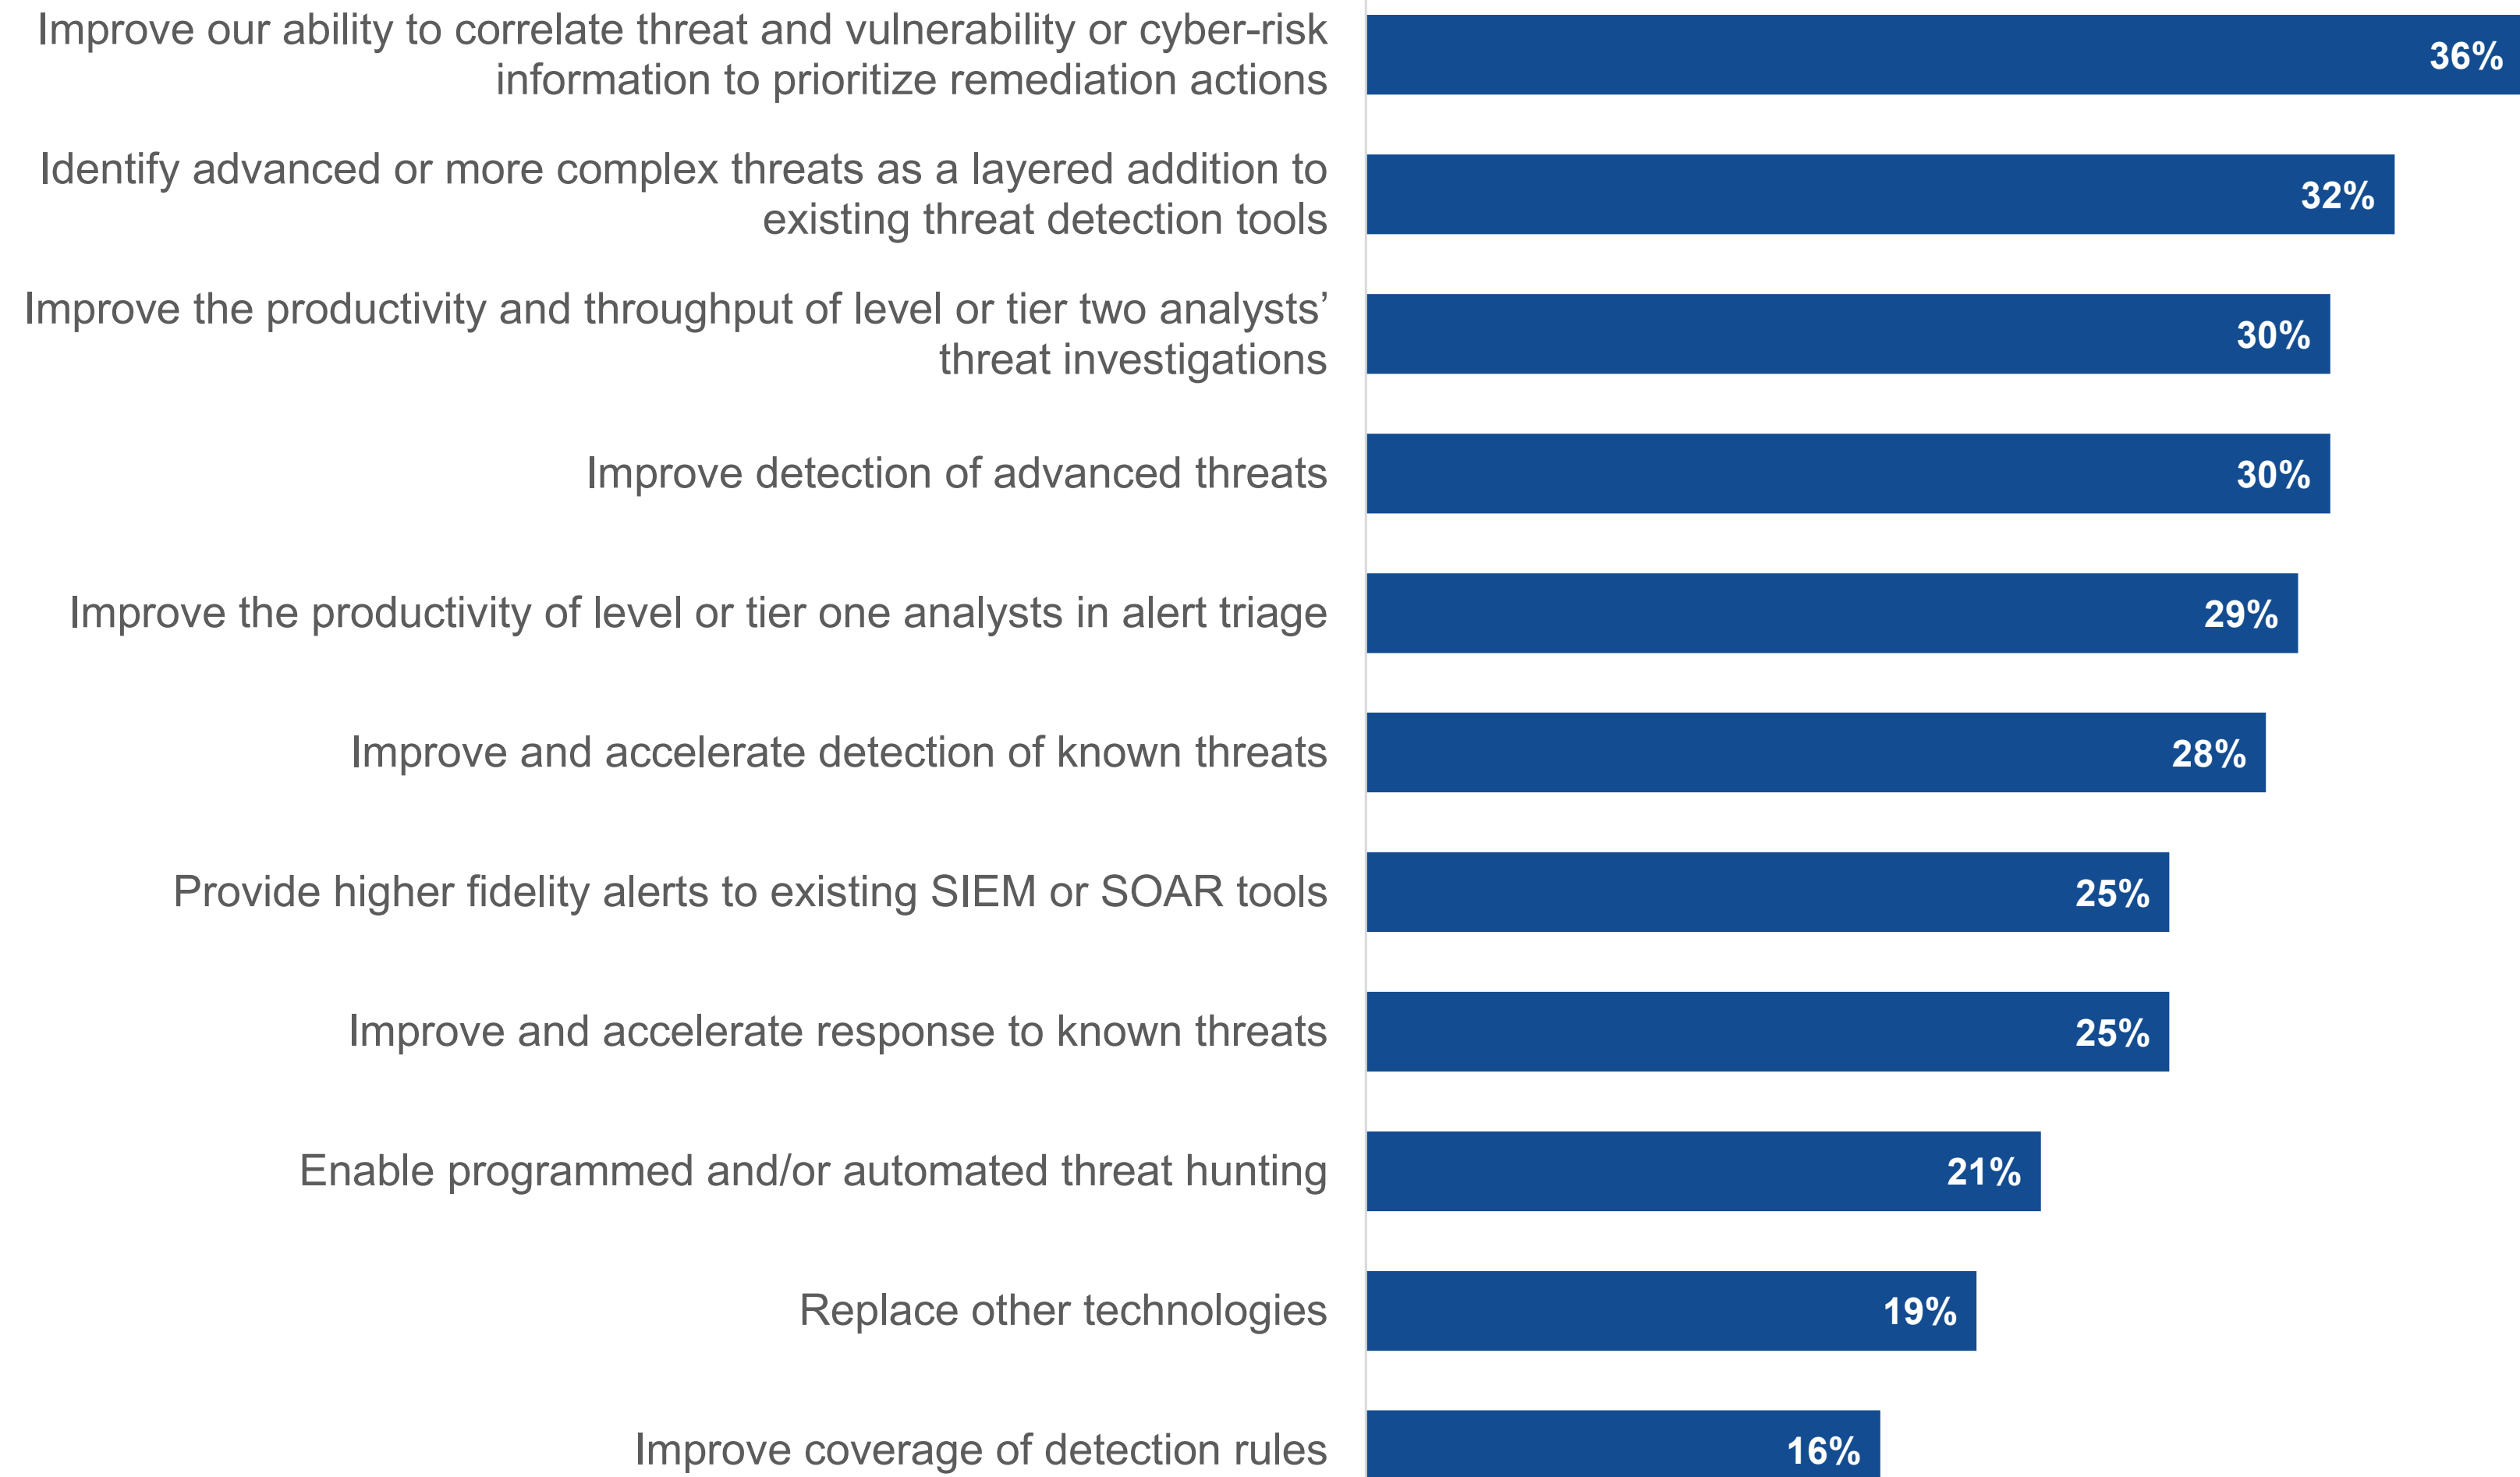 Improve our ability to correlate threat and vulnerability or cyber-risk
information to prioritize remediation actions
36%
Identify advanced or more complex threats as a layered addition to
existing threat detection tools
32%
Improve the productivity and throughput of level or tier two analysts’
threat investigations
30%
Improve detection of advanced threats
30%
Improve the productivity of level or tier one analysts in alert triage
29%
Improve and accelerate detection of known threats
28%
Provide higher fidelity alerts to existing SIEM or SOAR tools
25%
Improve and accelerate response to known threats
25%
Enable programmed and/or automated threat hunting
21%
Replace other technologies
19%
Improve coverage of detection rules
16%